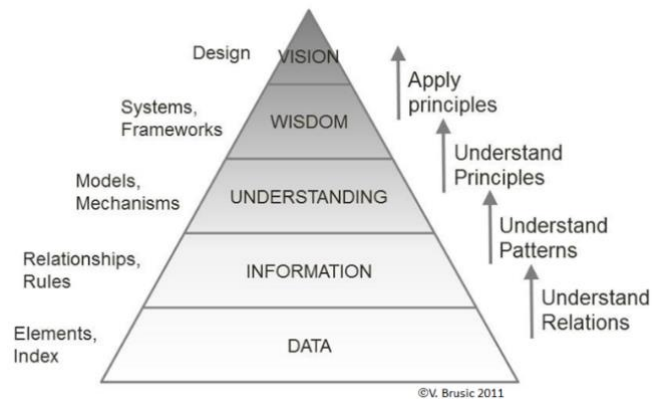 Design
VISION
Apply
principles
Systems,
Frameworks
WISDOM
Understand
Principles
Models,
Mechanisms
UNDERSTANDING
Understand
Patterns
Relationships,
Rules
INFORMATION
Understand
Relations
Elements,
Index
DATA
©V. Brusic 2011